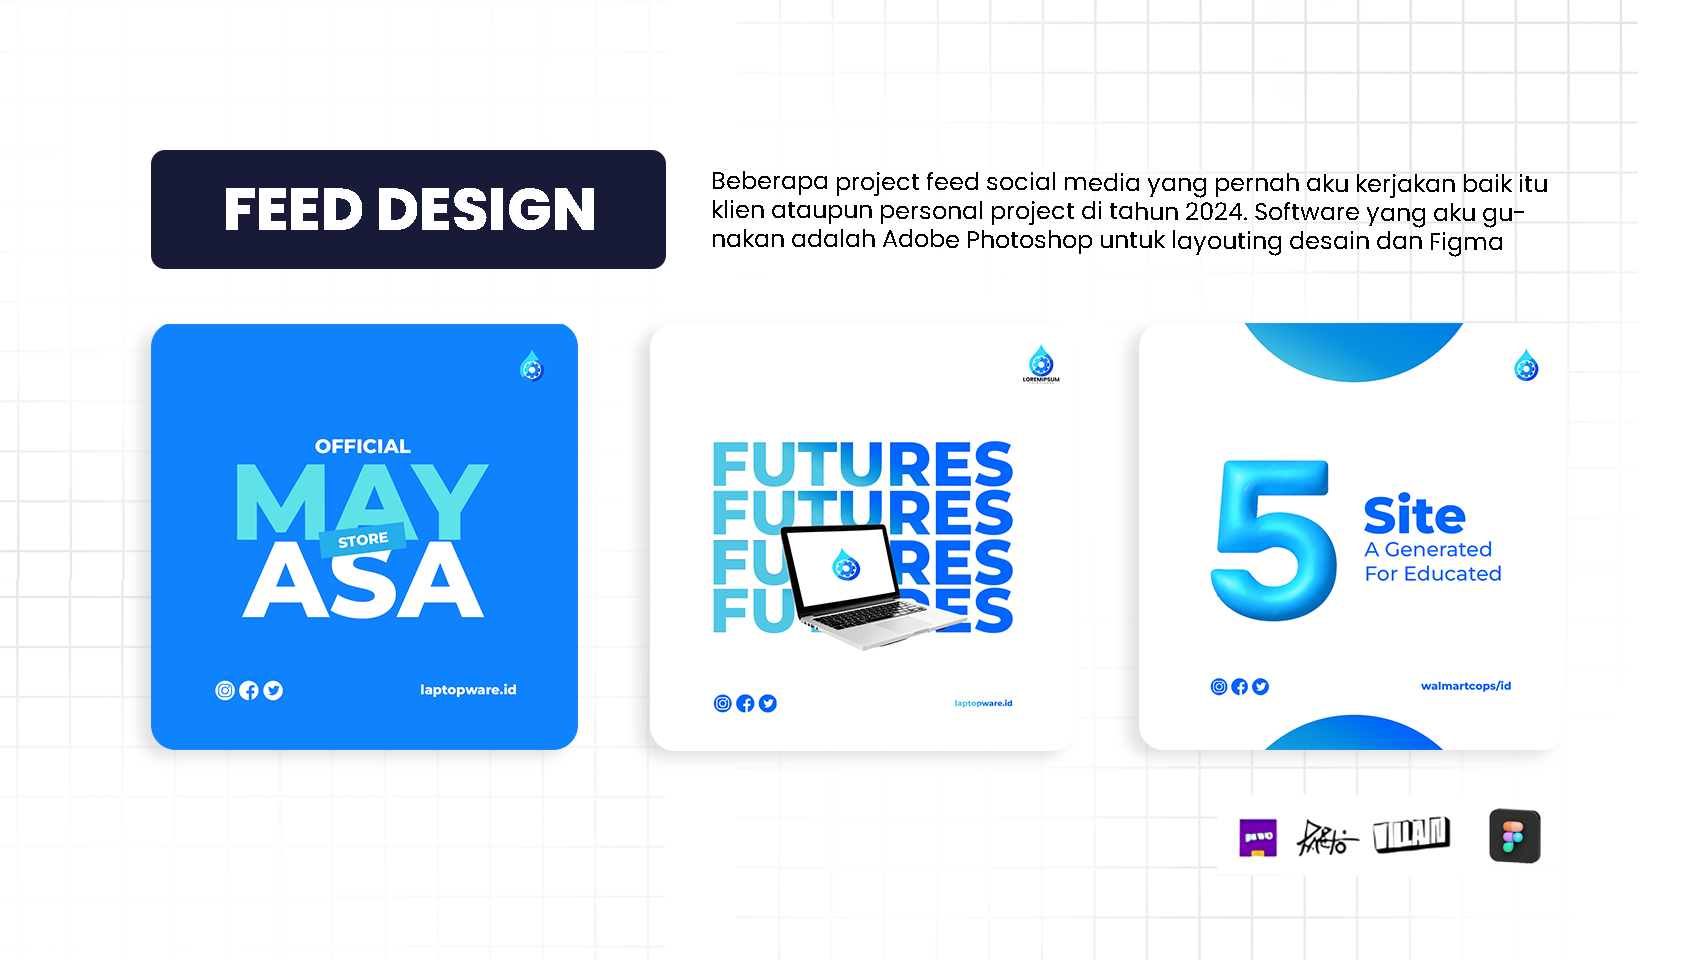 FEED DESIGN
Beberapa project feed social media yang pernah aku kerjakan baik itu
klien ataupun personal project di tahun 2024. Software yang aku gu-
nakan adalah Adobe Photoshop untuk layouting desain dan Figma
OFFICIAL
MAY
STORE
ASA
laptopware.id
LOREMIPSUM
FUTURES
FUTURES
FU RES
FU ES
laptopware.id
5
Site
A Generated
For Educated
walmartcops/id
VILLAIN